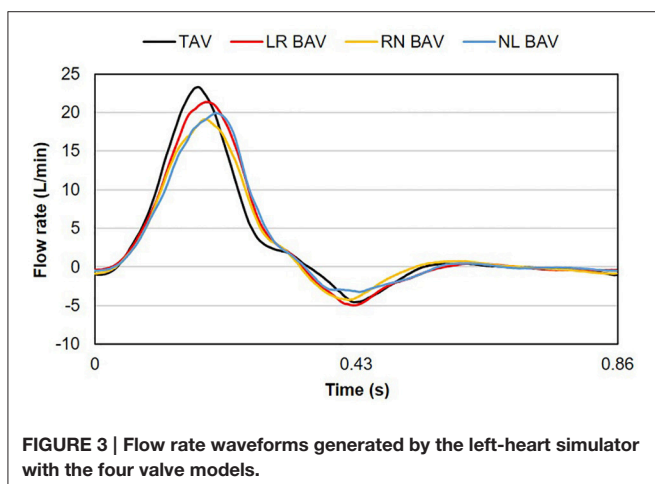 TAV LR BAV RN BAV NL BAV
25
20
15
10
5
0
-5
-10
Flow rate (L/min)
0 0.43 0.86
Time (s)
FIGURE 3 | Flow rate waveforms generated by the left-heart simulator
with the four valve models.